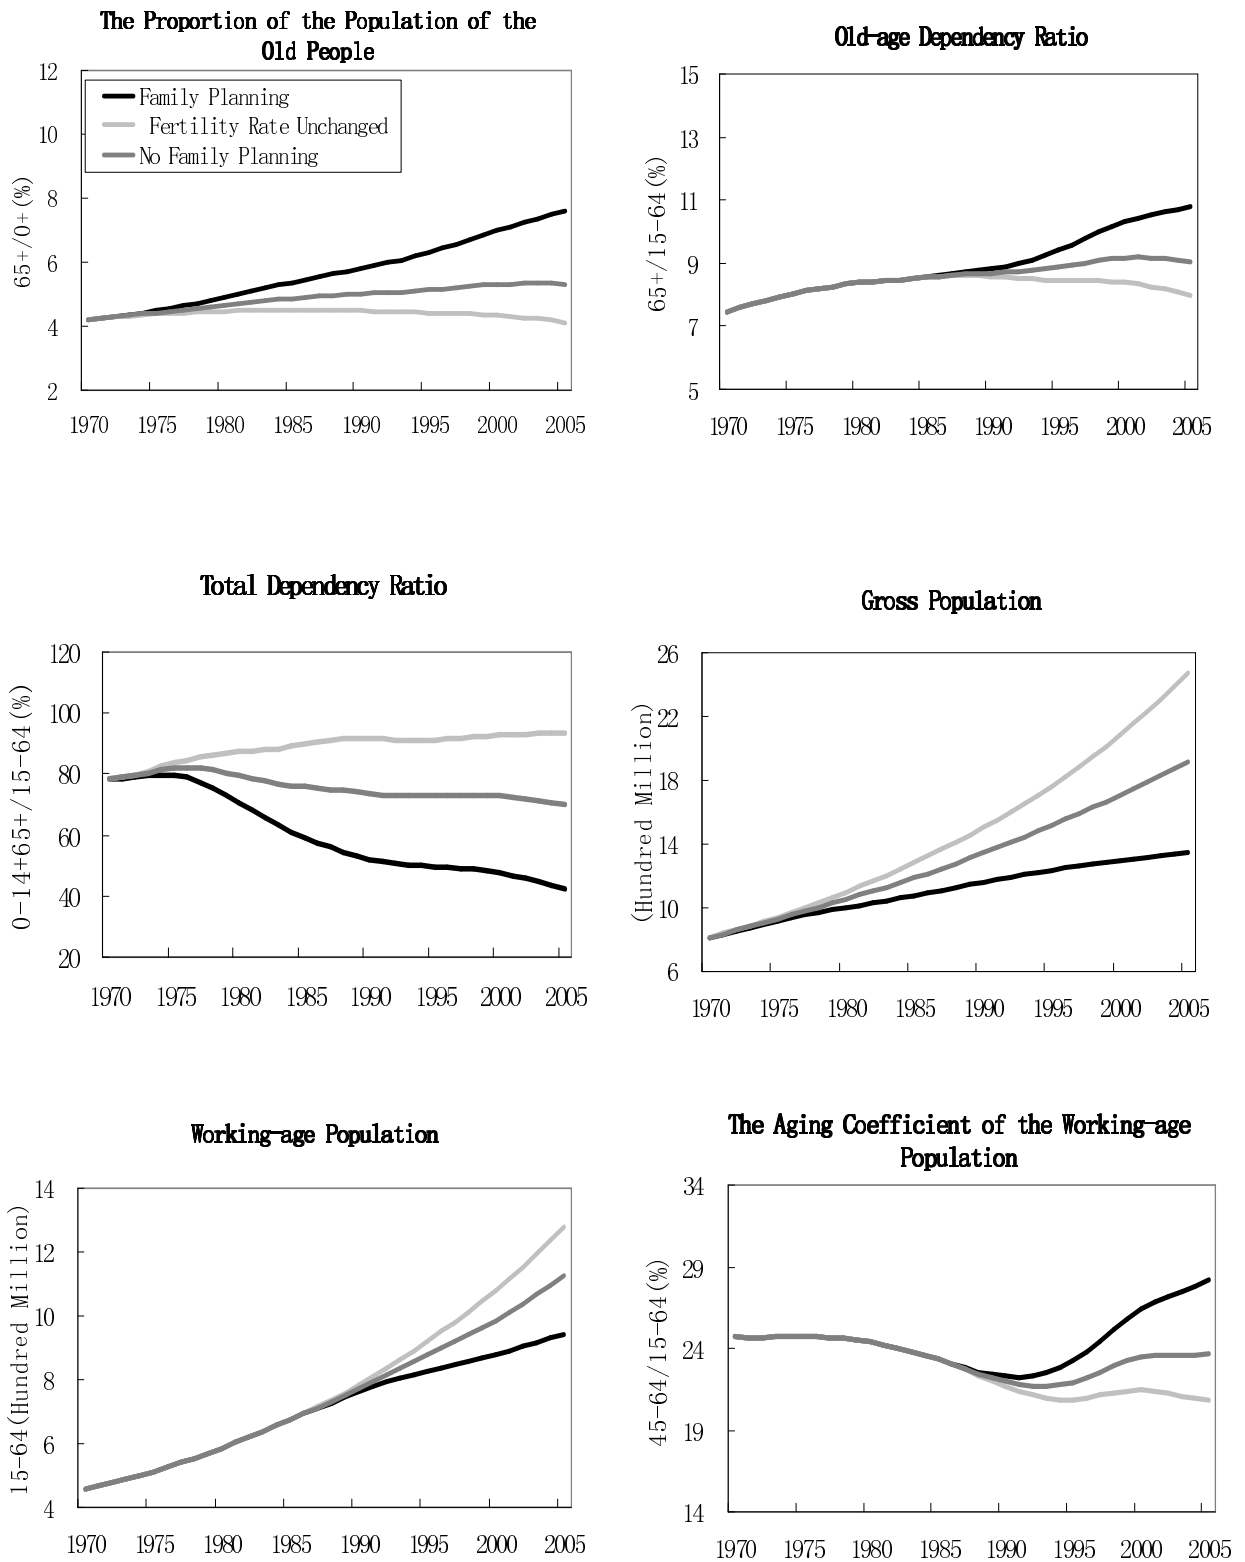 The Proportion of the Population of the
Old People
65+/0+(%)
12
10
8
6
4
2
Family Planning
Fertility Rate Unchanged
No Family Planning
1970 1975 1980 1985 1990 1995 2000 2005
Old-age Dependency Ratio
65+/15-64(%)
15
13
11
9
7
5
1970 1975 1980 1985 1990 1995 2000 2005
Total Dependency Ratio
0-14+65+/15-64(%)
120
100
80
60
40
20
1970 1975 1980 1985 1990 1995 2000 2005
Gross Population
(Hundred Million)
26
22
18
14
10
6
1970 1975 1980 1985 1990 1995 2000 2005
Working-age Population
15-64(Hundred Million)
14
12
10
8
6
4
1970 1975 1980 1985 1990 1995 2000 2005
The Aging Coefficient of the Working-age
Population
45-64/15-64(%)
34
29
24
19
14
1970 1975 1980 1985 1990 1995 2000 2005